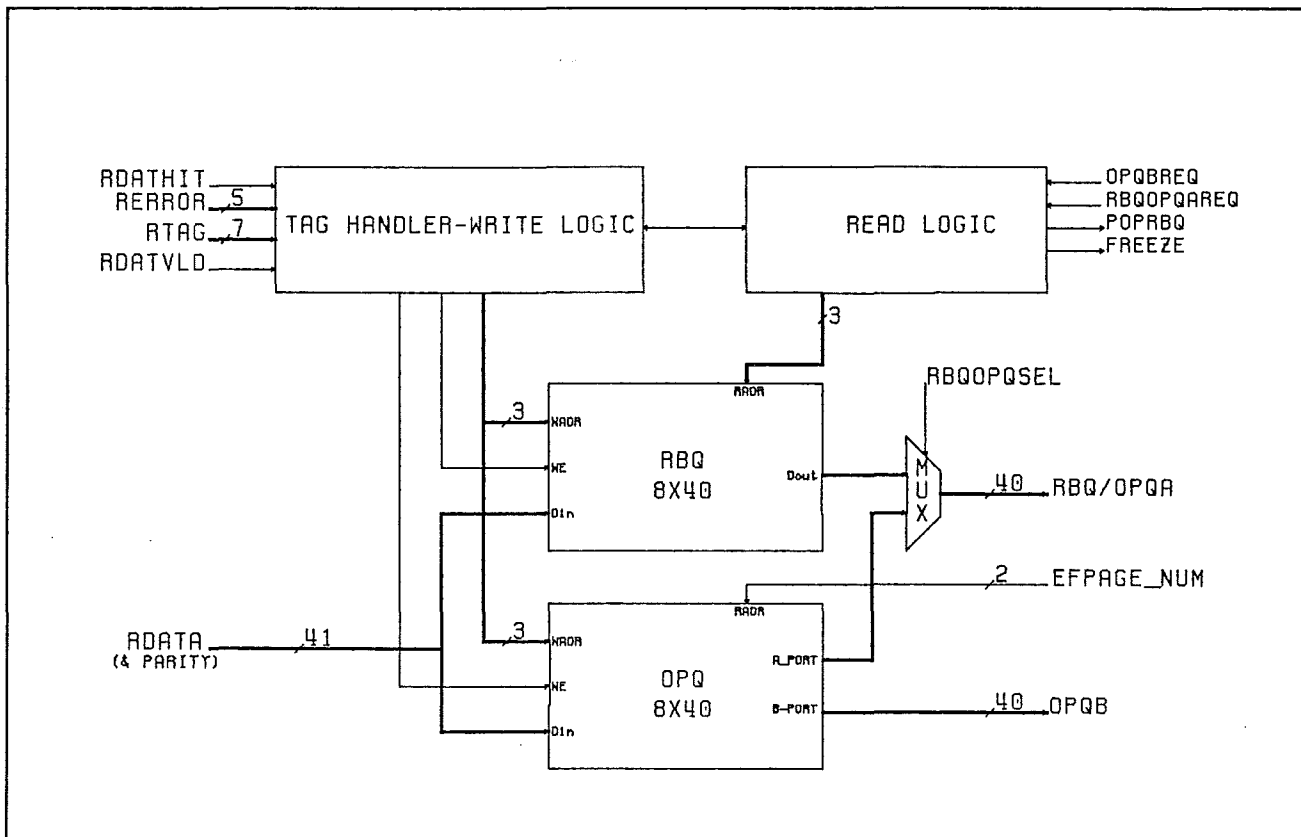 RDATHIT
RERROR 5
RTAG 7
RDATVLD
TAG HANDLER-WRITE LOGIC
READ LOGIC
OPQBREQ
RBQOPQAREQ
POPRBQ
FREEZE
3
RBQOPQSEL
RADR
3
WADR
WE
Din
RBQ
8X40
Dout
MUX
40
RBQ/OPQA
2
EFPAGE_NUM
RADR
RDATA
(& PARITY)
41
3
WADR
WE
Din
OPQ
8X40
A_PORT
B-PORT
40
OPQB